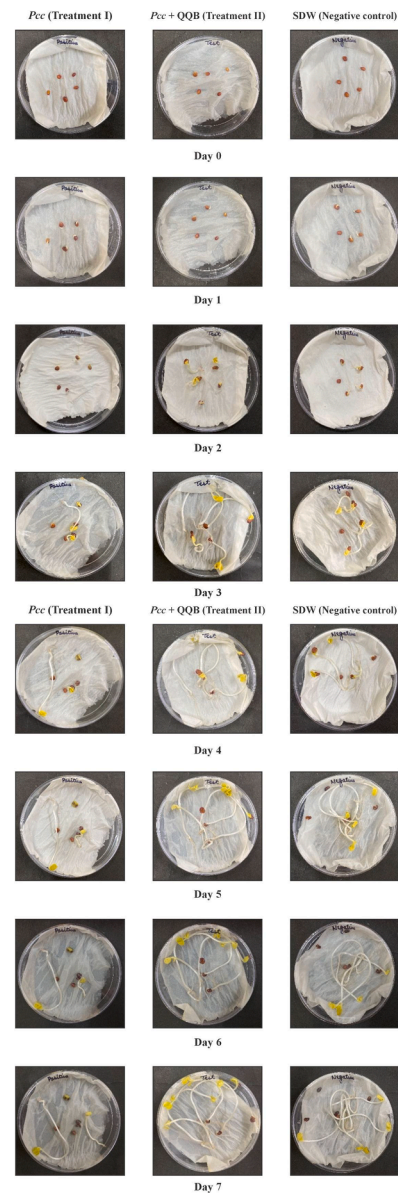 Pcc (Treatment I) Pcc + QQB (Treatment II) SDW (Negative control)
Positive Test Negative
Day 0
Positive Test Negative
Day 1
Positive Test Negative
Day 2
Positive Test Negative
Day 3
Pcc (Treatment I) Pcc + QQB (Treatment II) SDW (Negative control)
Positive Test Negative
Day 4
Positive Test Negative
Day 5
Positive Test Negative
Day 6
Positive Test Negative
Day 7